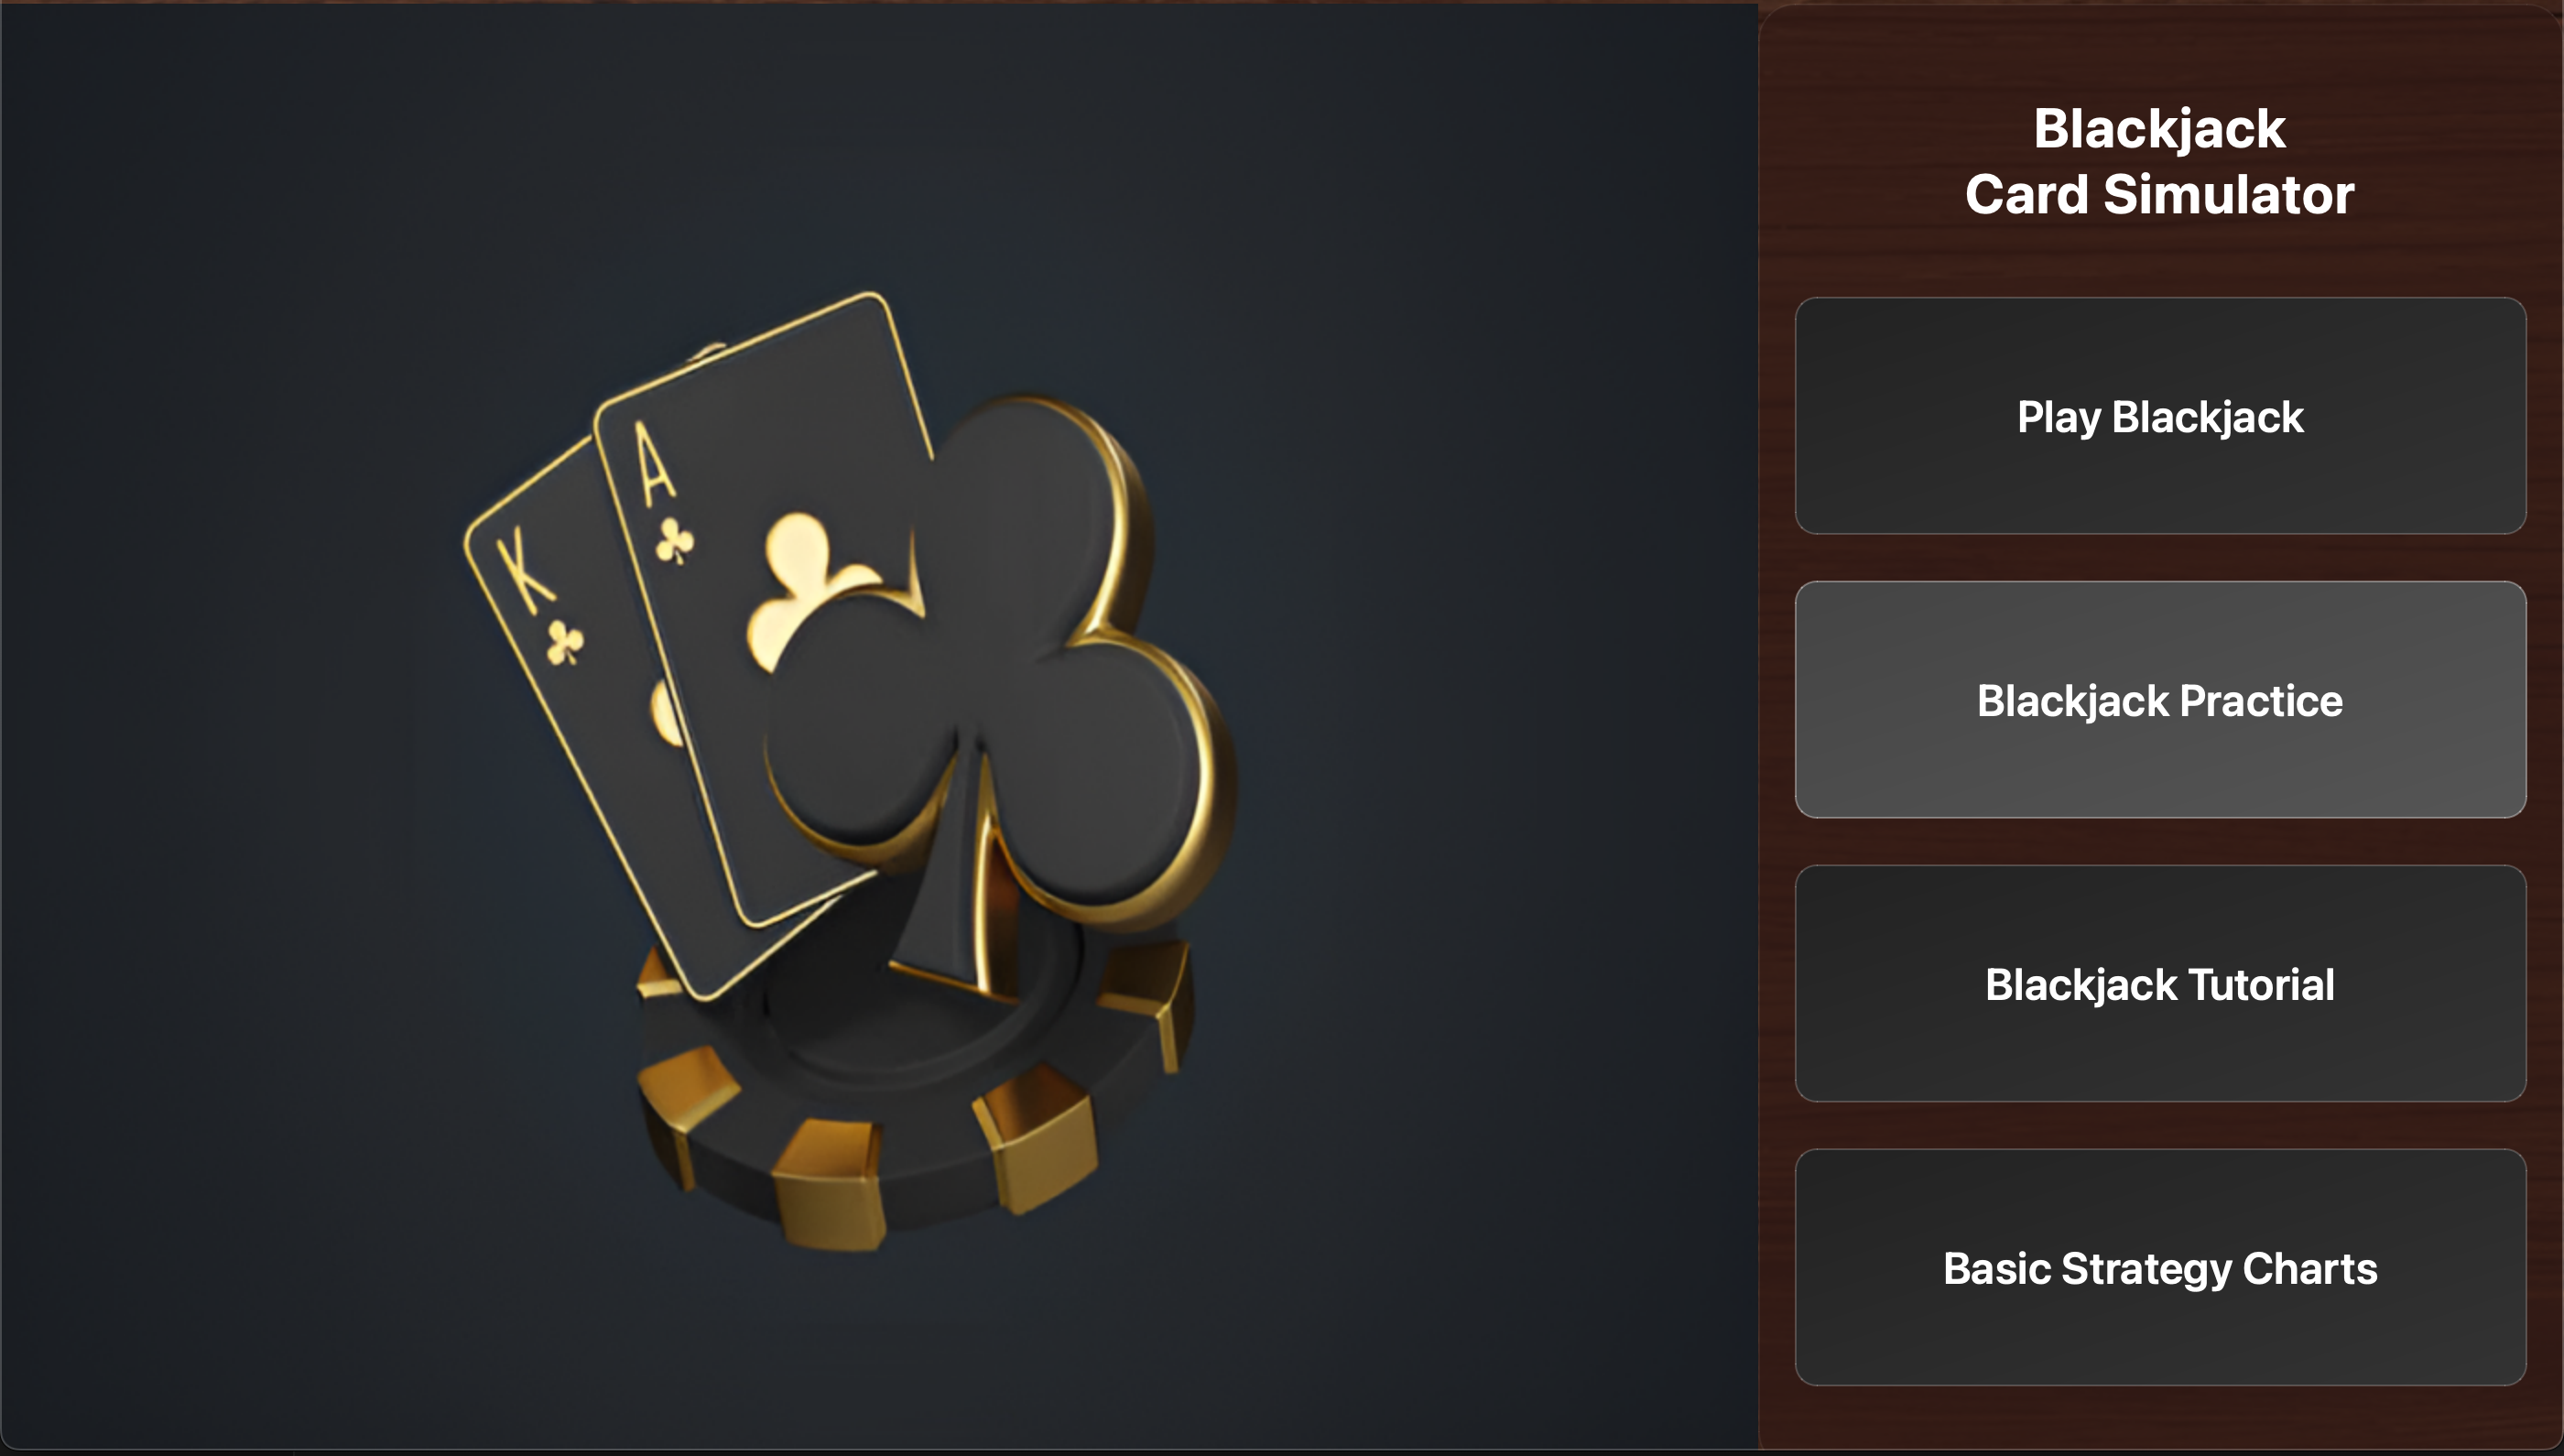 A
K
Blackjack
Card Simulator
Play Blackjack
Blackjack Practice
Blackjack Tutorial
Basic Strategy Charts